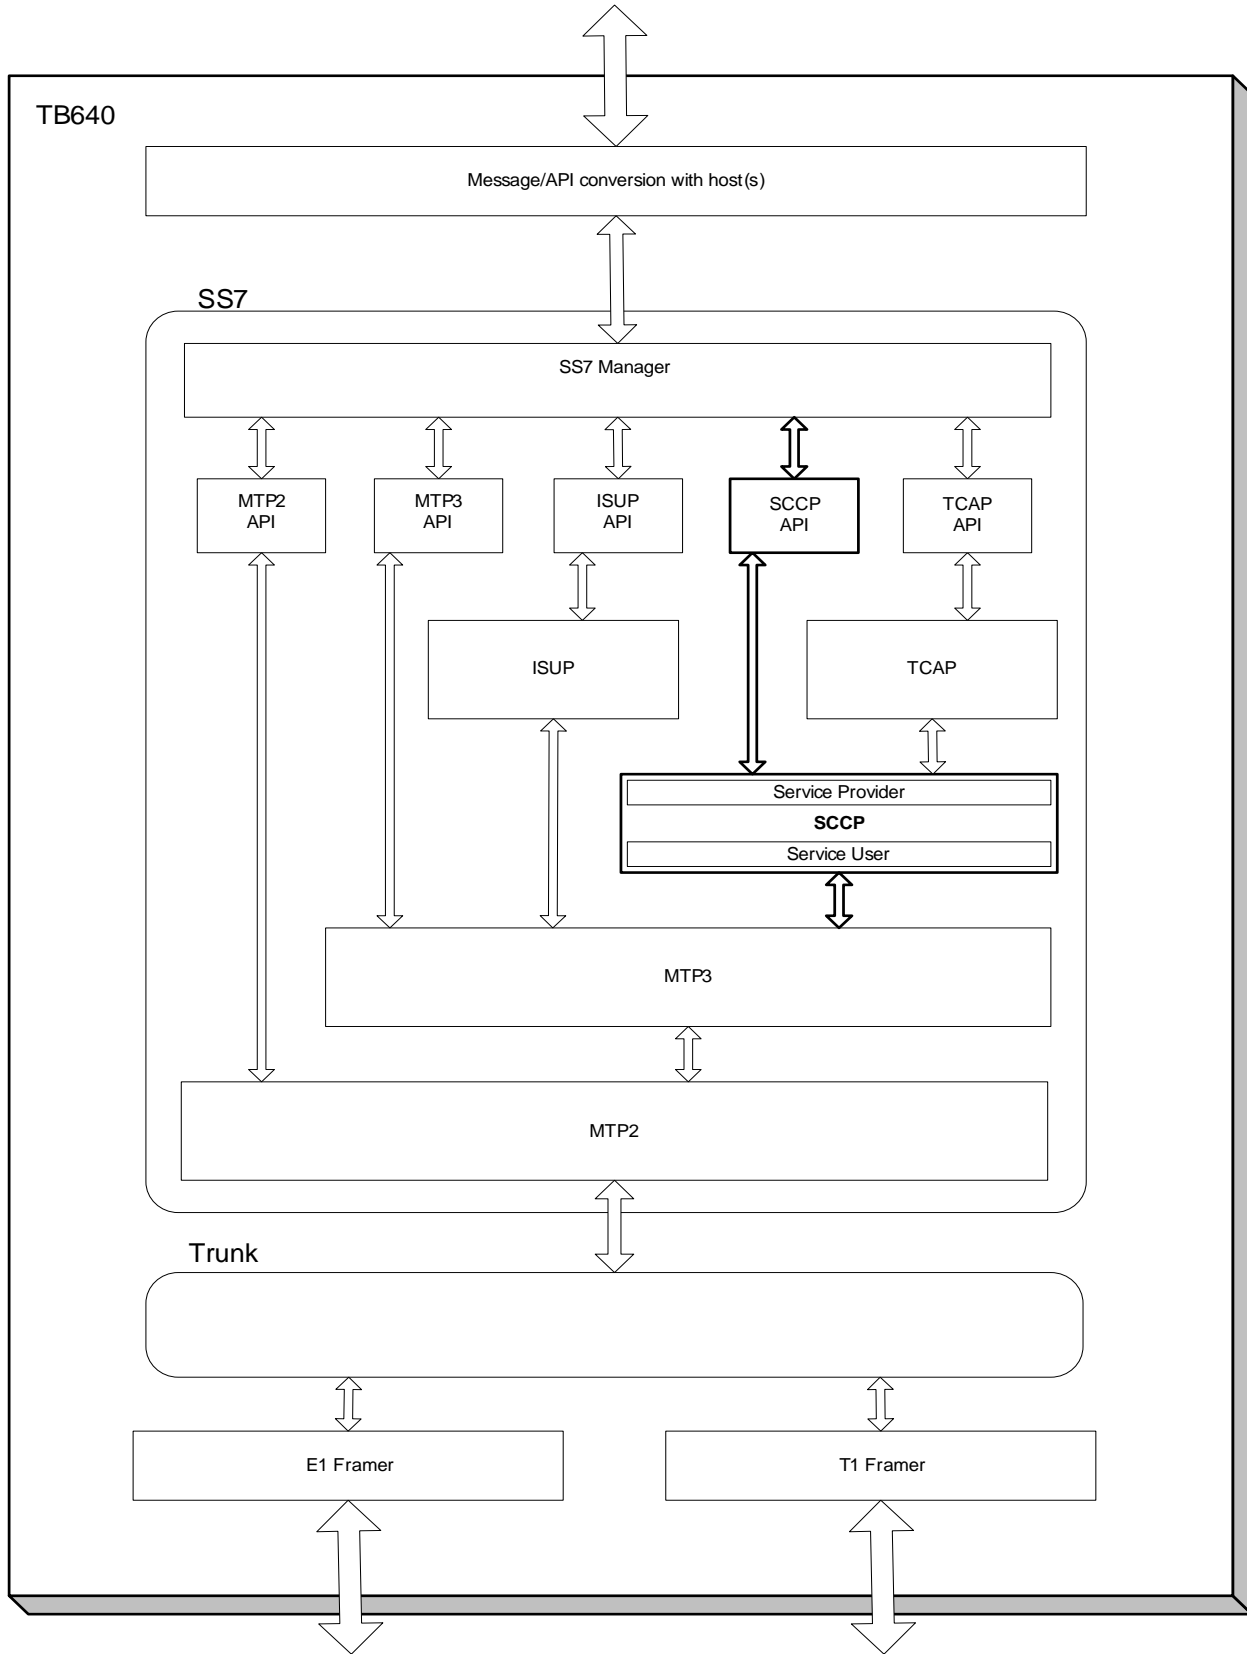 TB640
Message/API conversion with host(s)
SS7
SS7 Manager
MTP2
API
MTP3
API
ISUP
API
SCCP
API
TCAP
API
ISUP
TCAP
Service Provider
SCCP
Service User
MTP3
MTP2
Trunk
E1 Framer
T1 Framer